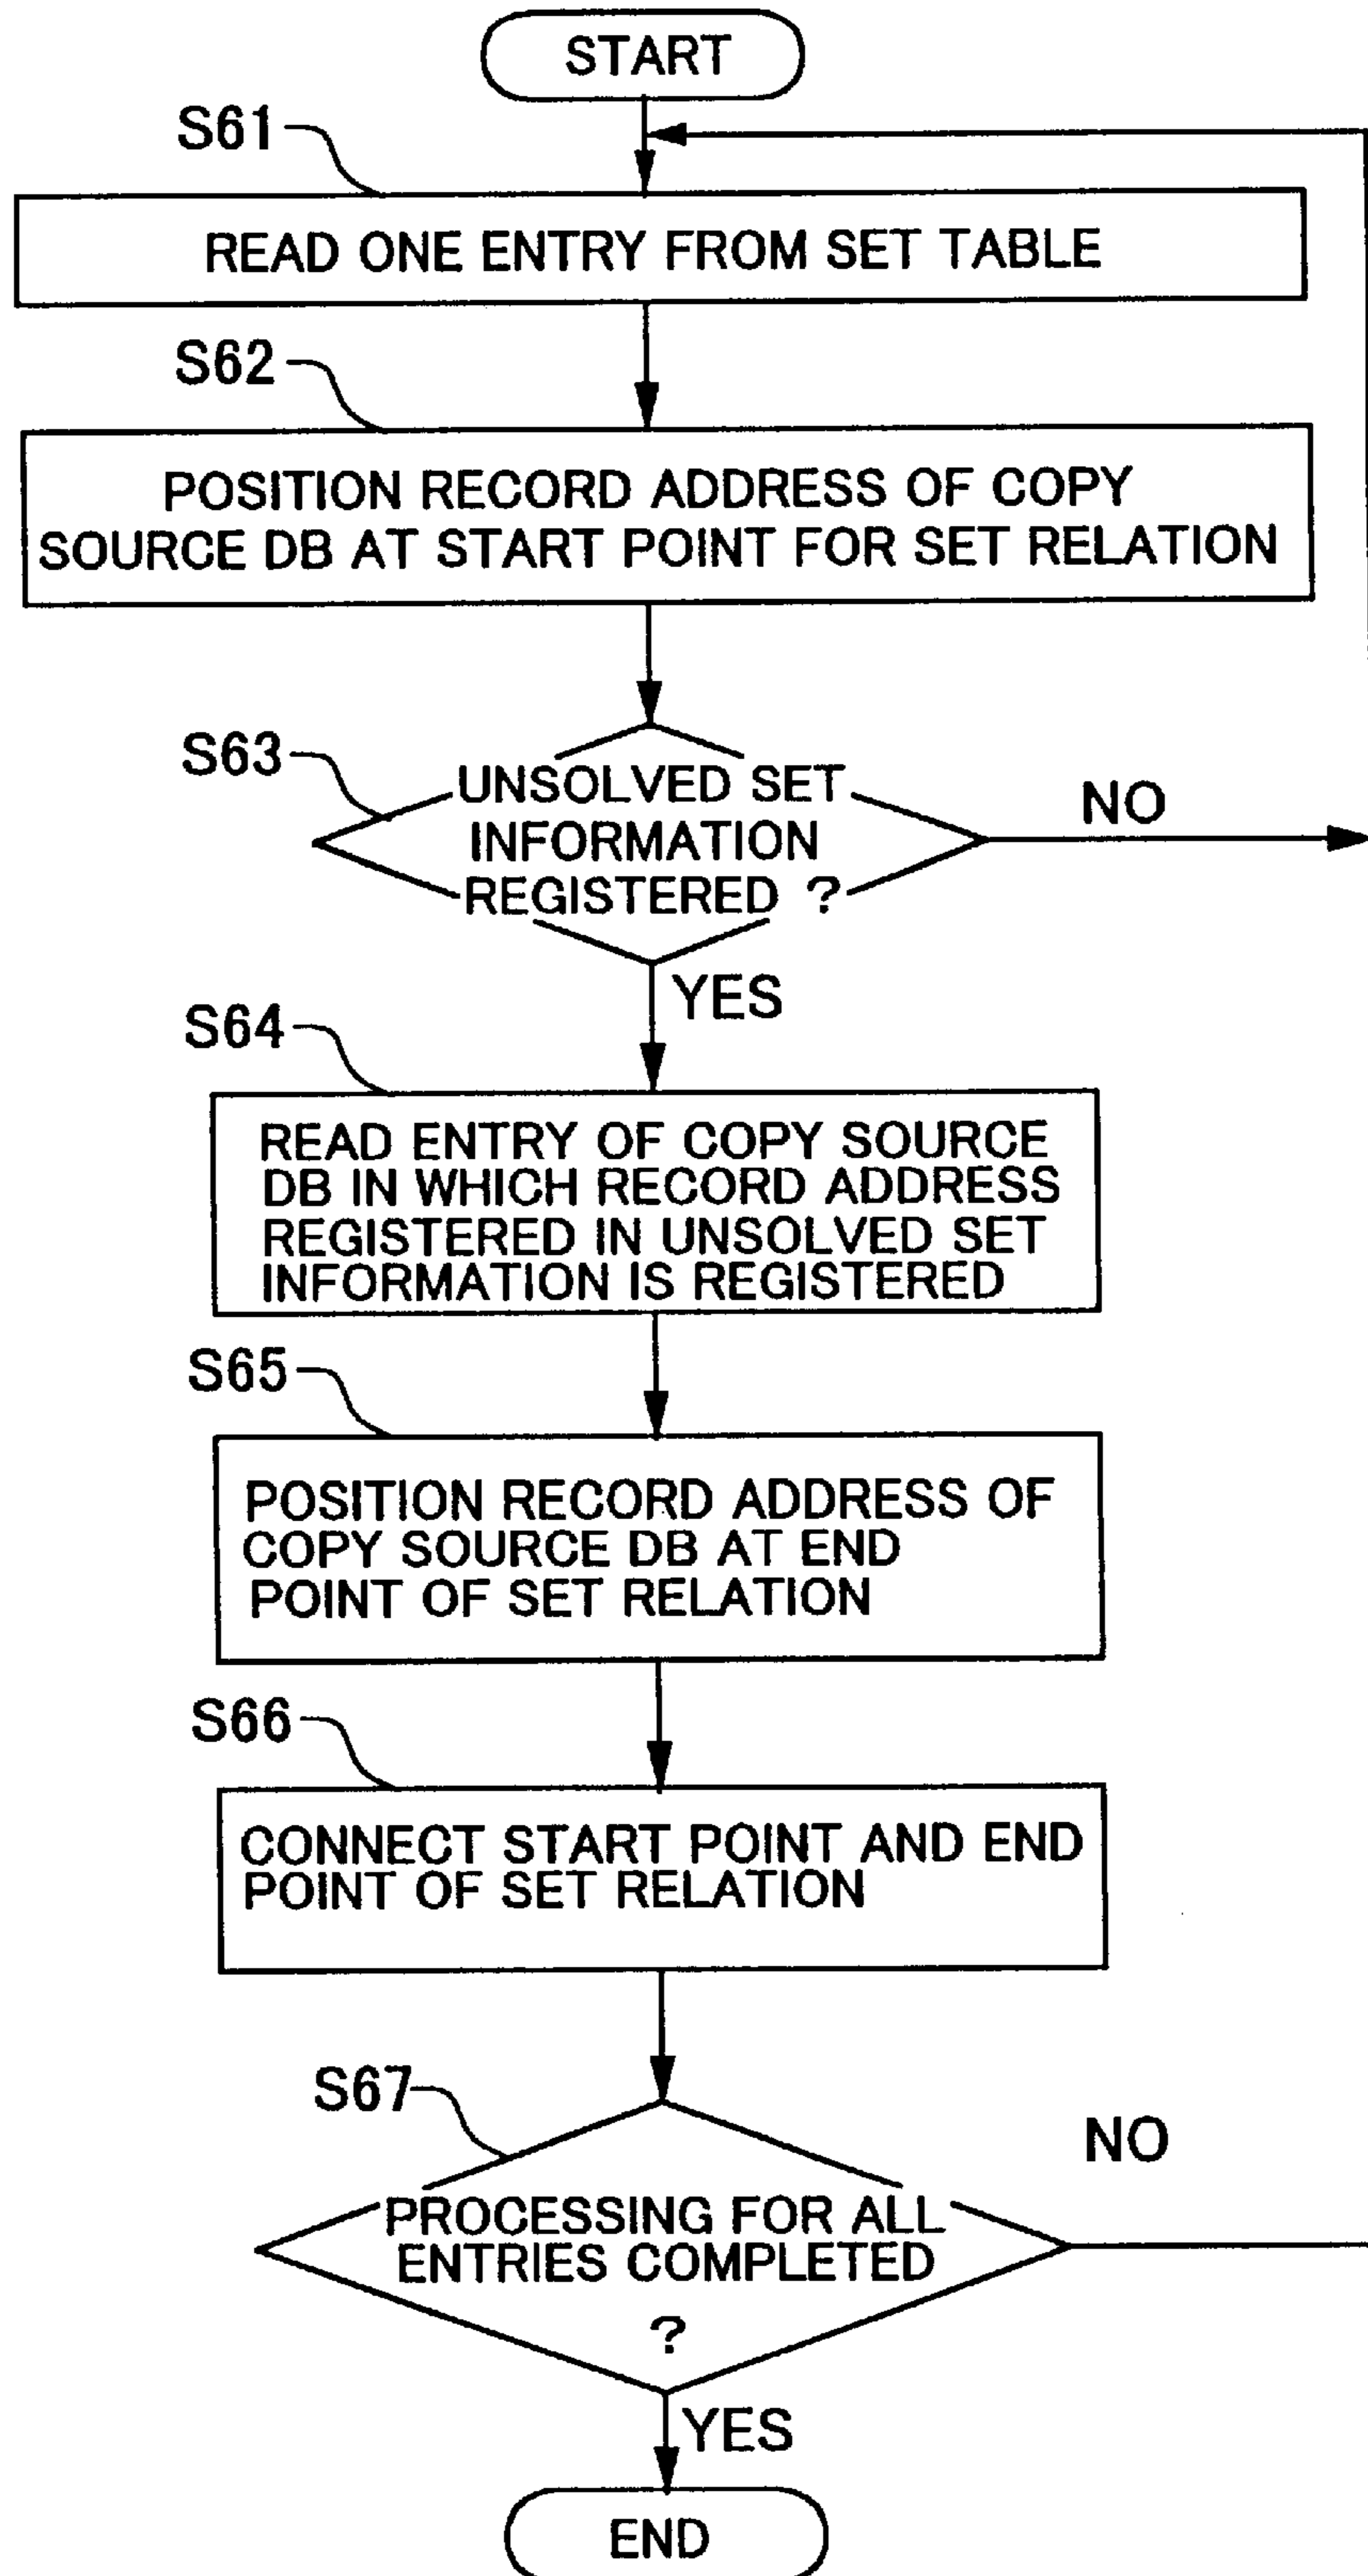 START
S61
READ ONE ENTRY FROM SET TABLE
S62
POSITION RECORD ADDRESS OF COPY
SOURCE DB AT START POINT FOR SET RELATION
S63
UNSOLVED SET
INFORMATION
REGISTERED ?
NO
YES
S64
READ ENTRY OF COPY SOURCE
DB IN WHICH RECORD ADDRESS
REGISTERED IN UNSOLVED SET
INFORMATION IS REGISTERED
S65
POSITION RECORD ADDRESS OF
COPY SOURCE DB AT END
POINT OF SET RELATION
S66
CONNECT START POINT AND END
POINT OF SET RELATION
S67
NO
PROCESSING FOR ALL
ENTRIES COMPLETED
?
YES
END